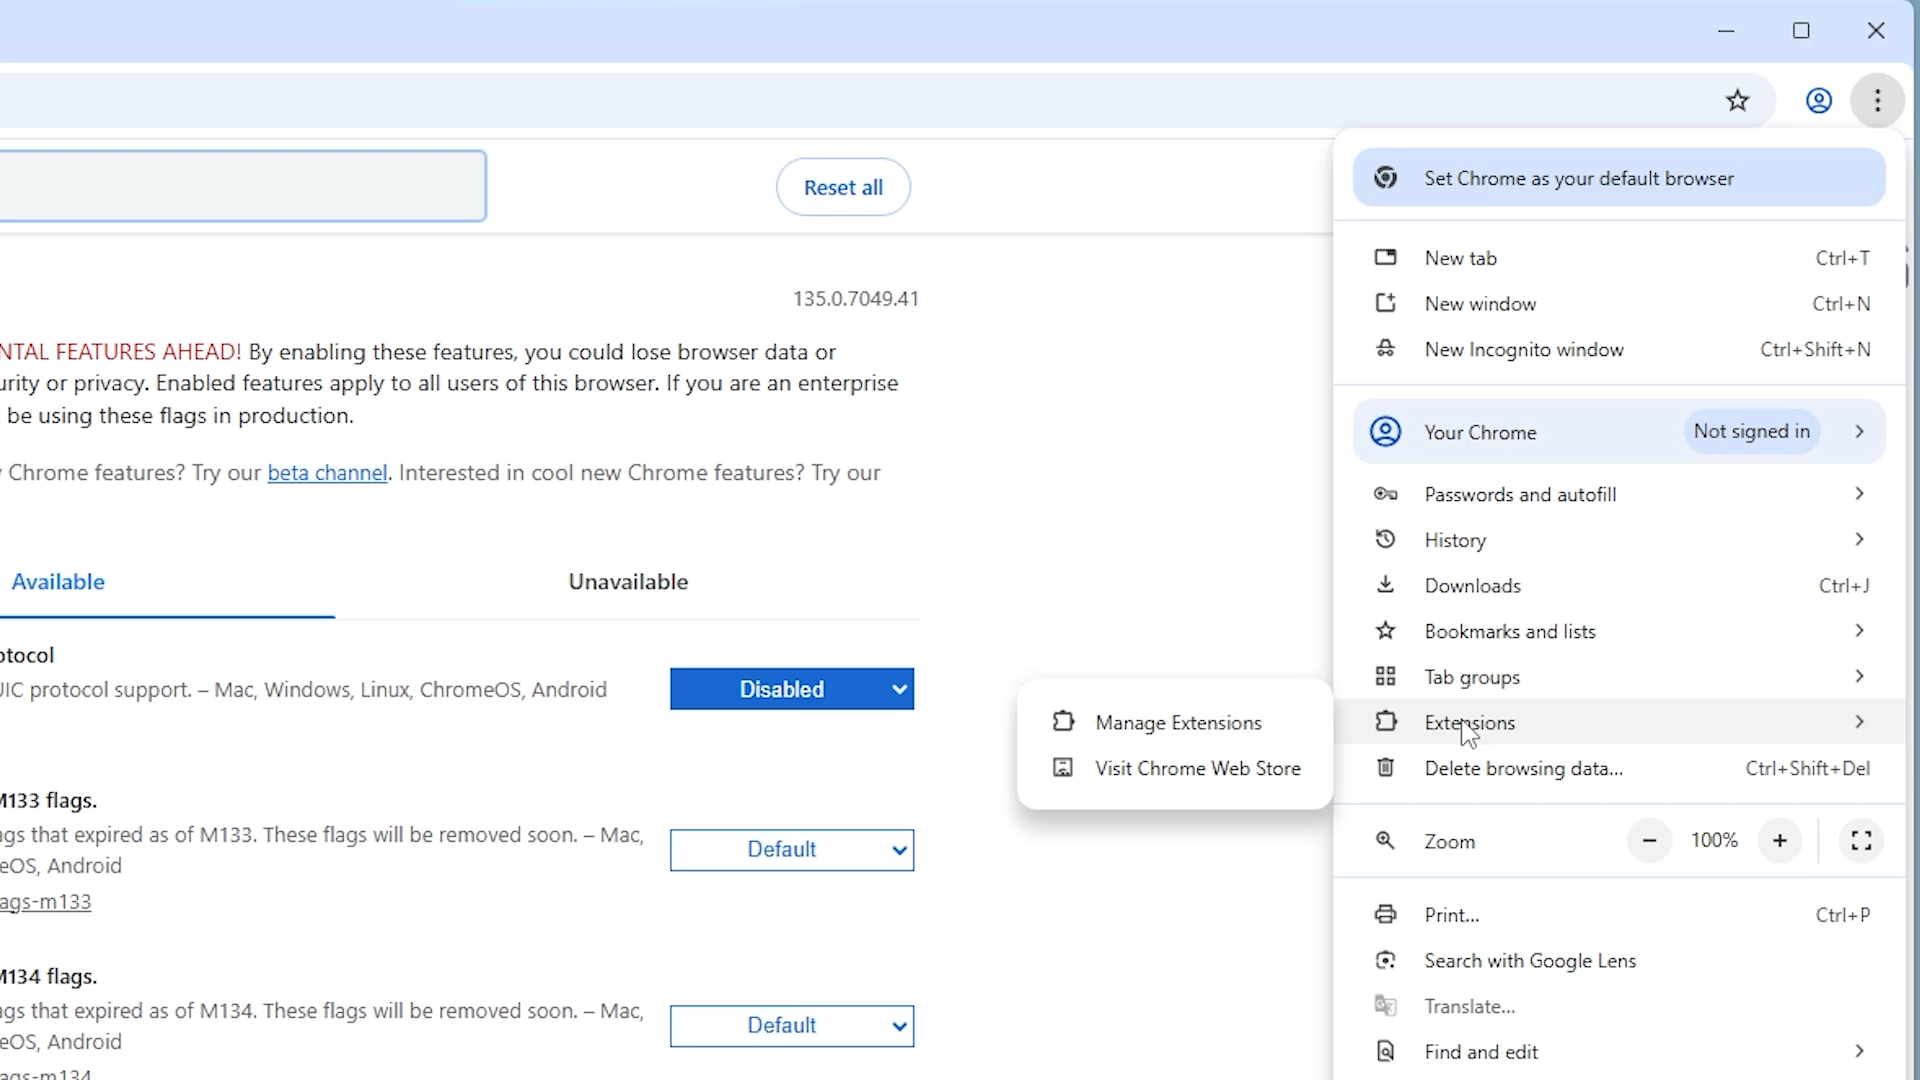 Reset all
135.0.7049.41
NTAL FEATURES AHEAD! By enabling these features, you could lose browser data or
urity or privacy. Enabled features apply to all users of this browser. If you are an enterprise
be using these flags in production.
Chrome features? Try our beta channel. Interested in cool new Chrome features? Try our
Available
Unavailable
otocol
UIC protocol support. – Mac, Windows, Linux, ChromeOS, Android
Disabled
M133 flags.
ags that expired as of M133. These flags will be removed soon. – Mac,
eOS, Android
Default
ags-m133
M134 flags.
ags that expired as of M134. These flags will be removed soon. – Mac,
eOS, Android
Default
ags-m134
Manage Extensions
Visit Chrome Web Store
Set Chrome as your default browser
New tab Ctrl+T
New window Ctrl+N
New Incognito window Ctrl+Shift+N
Your Chrome Not signed in
Passwords and autofill
History
Downloads Ctrl+J
Bookmarks and lists
Tab groups
Extensions
Delete browsing data... Ctrl+Shift+Del
Zoom 100%
Print... Ctrl+P
Search with Google Lens
Translate...
Find and edit